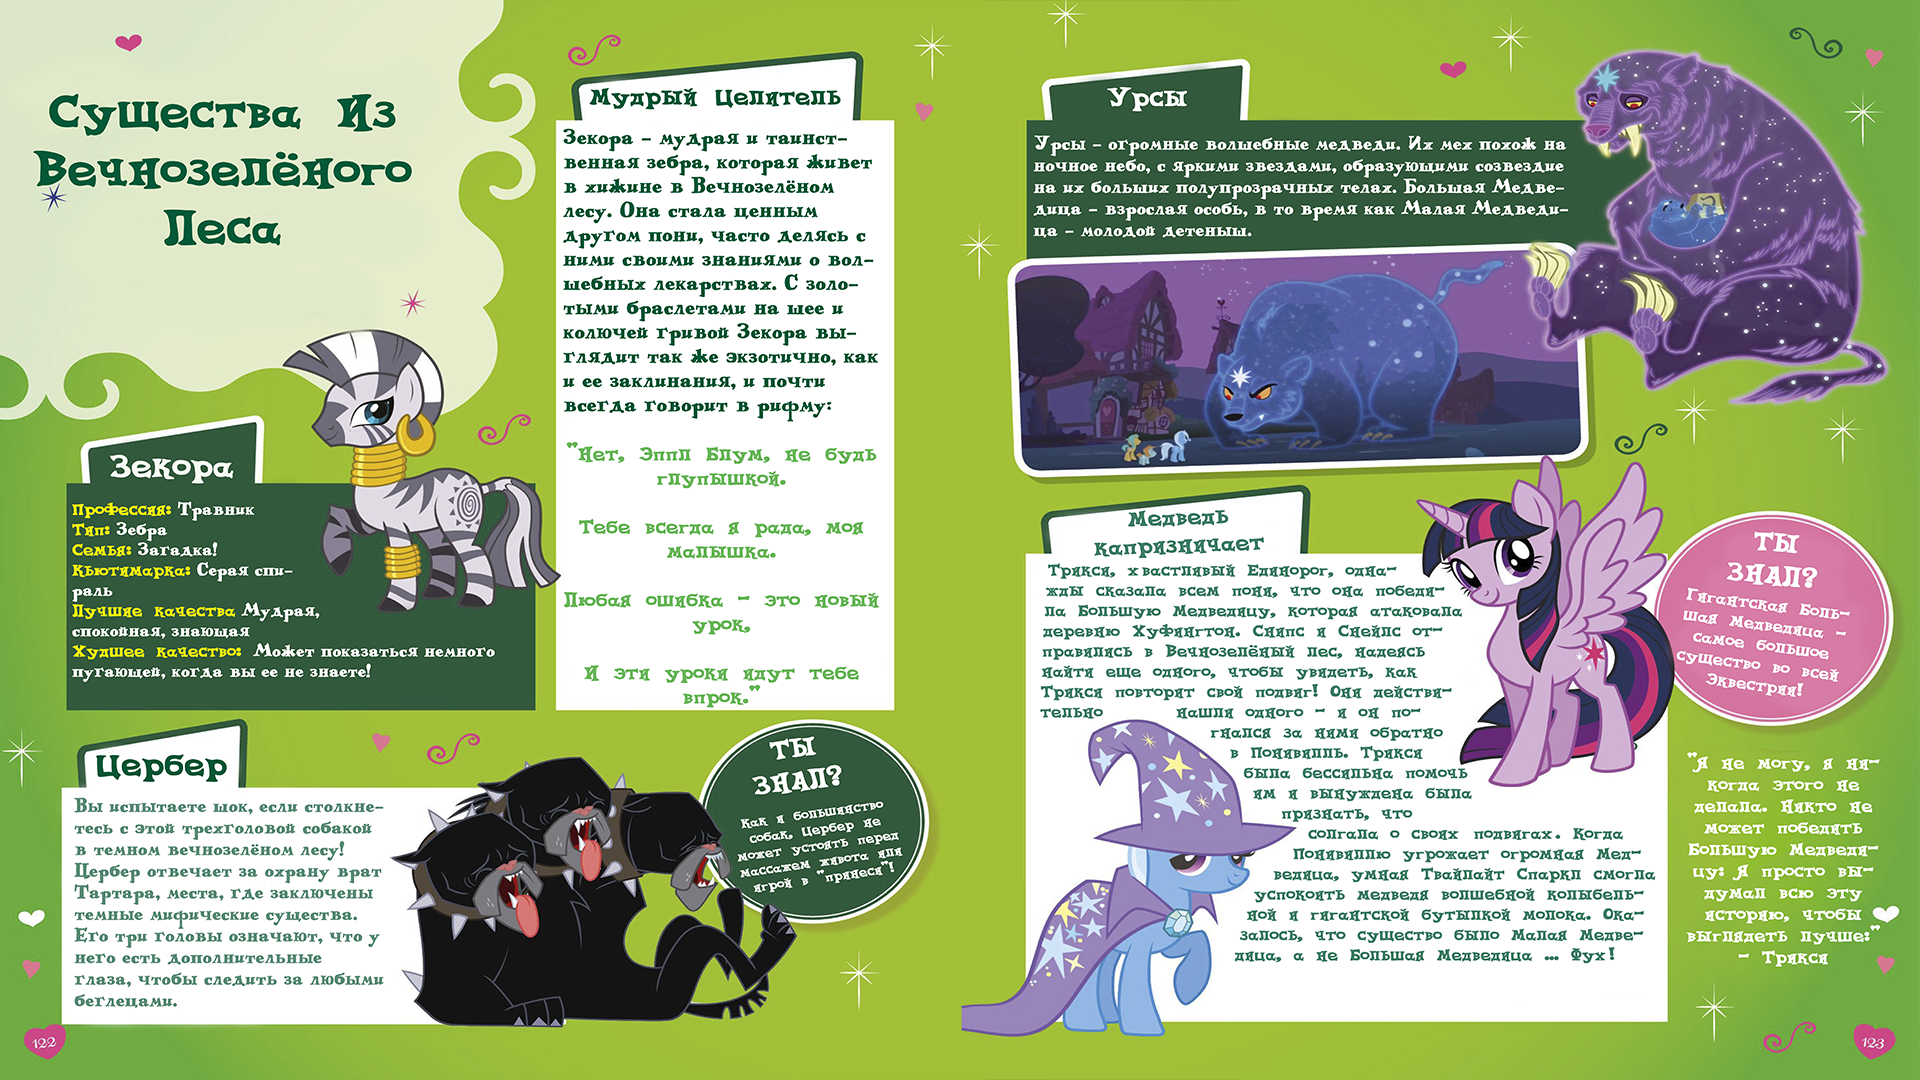 Существа Из
Вечнозелёного
Леса
Зекора
Профессия: Травник
Тип: Зебра
Семья: Загадка!
Кьютимарка: Серая спи-
раль
Лучшие качества Мудрая,
спокойная, знающая
Худшее качество: Может показаться немного
пугающей, когда вы ее не знаете!
Мудрый Целитель
Зекора - мудрая и таинст-
венная зебра, которая живет
в хижине в Вечнозелёном
лесу. Она стала ценным
другом пони, часто делясь с
ними своими знаниями о вол-
шебных лекарствах. С золо-
тыми браслетами на шее и
колючей гривой Зекора вы-
глядит так же экзотично, как
и ее заклинания, и почти
всегда говорит в рифму:
"Нет, Эппл Блум, не будь
глупышкой.
Тебе всегда я рада, моя
малышка.
Любая ошибка - это новый
урок,
И эти уроки идут тебе
впрок."
Цербер
Вы испытаете шок, если столкне-
тесь с этой трехголовой собакой
в темном вечнозелёном лесу!
Цербер отвечает за охрану врат
Тартара, места, где заключены
темные мифические существа.
Его три головы означают, что у
него есть дополнительные
глаза, чтобы следить за любыми
беглецами.
ТЫ
ЗНАЛ?
Как и большинство
собак, Цербер не
может устоять перед
массажем живота или
игрой в "принеси"!
122
Урсы
Урсы - огромные волшебные медведи. Их мех похож на
ночное небо, с яркими звездами, образующими созвездие
на их больших полупрозрачных телах. Большая Медве-
дица - взрослая особь, в то время как Малая Медведи-
ца - молодой детеныш.
Медведь
капризничает
Трикси, хвастливый Единорог, одна-
жды сказала всем пони, что она победи-
ла Большую Медведицу, которая атаковала
деревню Хуфингтон. Снипс и Снейлс от-
правились в Вечнозелёный лес, надеясь
найти еще одного, чтобы увидеть, как
Трикси повторит свой подвиг! Они действи-
тельно нашли одного - и он по-
гнался за ними обратно
в Понивилль. Трикси
была бессильна помочь
им и вынуждена была
признать, что
солгала о своих подвигах. Когда
Понивиллю угрожает огромная Мед-
ведица, умная Твайлайт Спаркл смогла
успокоить медведя волшебной колыбель-
ной и гигантской бутылкой молока. Ока-
залось, что существо было Малая Медве-
дица, а не Большая Медведица ... Фух!
ТЫ
ЗНАЛ?
Гигантская Боль-
шая Медведица -
самое большое
существо во всей
Эквестрии!
"Я не могу, я ни-
когда этого не
делала. Никто не
может победить
Большую Медведи-
цу: Я просто вы-
думал всю эту
историю, чтобы
выглядеть лучше:"
- Трикси
123